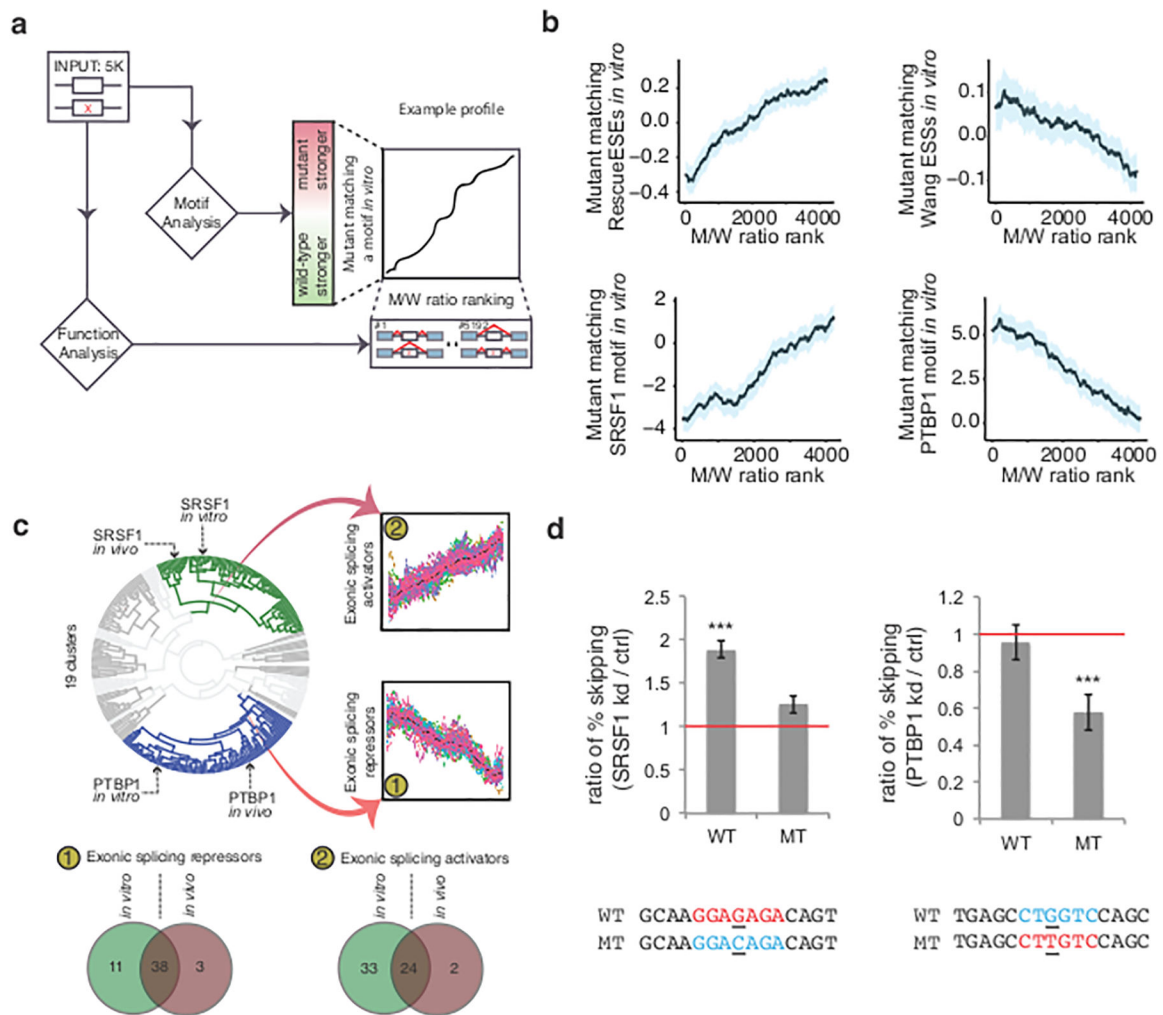 a
INPUT: 5K
X
Motif
Analysis
Function
Analysis
mutant
stronger
wild-type
stronger
Example profile
Mutant matching
a motif in vitro
M/W ratio ranking
#1
#5192
b
Mutant matching
RescueESEs in vitro
0.2
0.0
−0.2
−0.4
0
2000
4000
M/W ratio rank
Mutant matching
Wang ESSs in vitro
0.1
0.0
−0.1
0
2000
4000
M/W ratio rank
Mutant matching
SRSF1 motif in vitro
2
0
−2
−4
0
2000
4000
M/W ratio rank
Mutant matching
PTBP1 motif in vitro
5.0
2.5
0.0
0
2000
4000
M/W ratio rank
c
SRSF1
in vitro
SRSF1
in vivo
19 clusters
PTBP1
in vitro
PTBP1
in vivo
Exonic splicing
activators
2
Exonic splicing
repressors
1
1 Exonic splicing repressors
in vitro
in vivo
11
38
3
2 Exonic splicing activators
in vitro
in vivo
33
24
2
d
ratio of % skipping
(SRSF1 kd / ctrl)
2.5
2
1.5
1
0.5
0
***
WT
MT
ratio of % skipping
(PTBP1 kd / ctrl)
1.2
1
0.8
0.6
0.4
0.2
0
***
WT
MT
WT GCAAGGAGAGACAGT
MT GCAAGGACAGACAGT
WT TGAGCCTGGTCCAGC
MT TGAGCCTTGTCCAGC